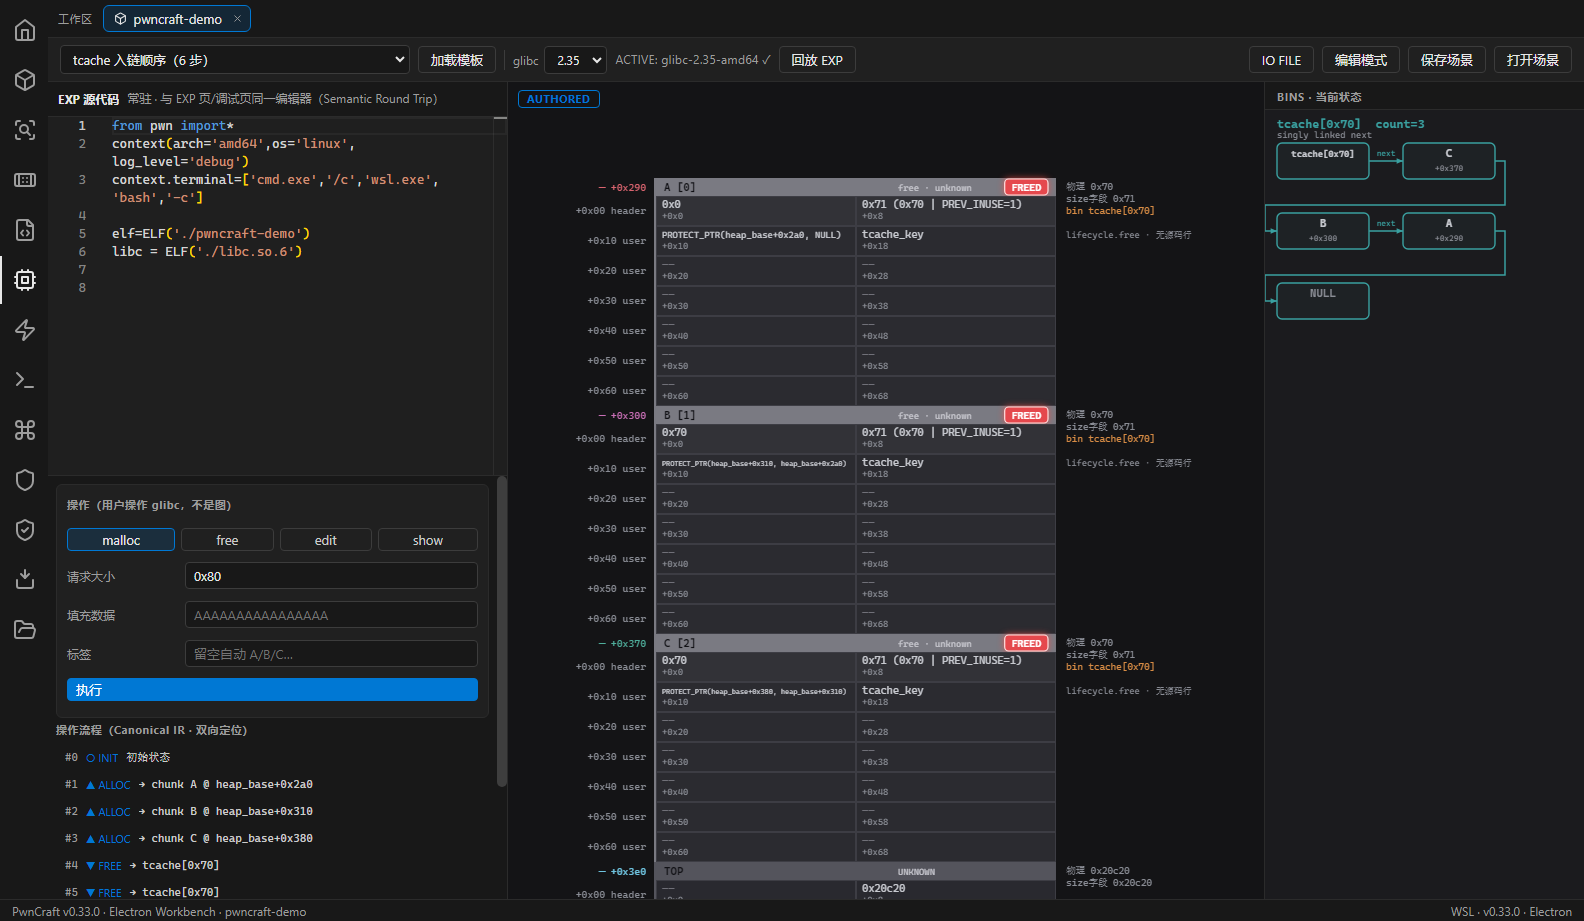 工作区
pwncraft-demo ×
tcache 入链顺序（6 步）
加载模板
glibc
2.35
ACTIVE: glibc-2.35-amd64 ✓
回放 EXP
IO FILE
编辑模式
保存场景
打开场景
EXP 源代码 常驻 · 与 EXP 页/调试页同一编辑器（Semantic Round Trip）
1 from pwn import*
2 context(arch='amd64',os='linux',
log_level='debug')
3 context.terminal=['cmd.exe','/c','wsl.exe',
'bash','-c']
4
5 elf=ELF('./pwncraft-demo')
6 libc = ELF('./libc.so.6')
7
8
操作（用户操作 glibc，不是图）
malloc
free
edit
show
请求大小
0x80
填充数据
AAAAAAAAAAAAAAAA
标签
留空自动 A/B/C...
执行
操作流程（Canonical IR · 双向定位）
#0 ○ INIT 初始状态
#1 ▲ ALLOC → chunk A @ heap_base+0x2a0
#2 ▲ ALLOC → chunk B @ heap_base+0x310
#3 ▲ ALLOC → chunk C @ heap_base+0x380
#4 ▼ FREE → tcache[0x70]
#5 ▼ FREE → tcache[0x70]
AUTHORED
— +0x290 A [0] free · unknown FREED
+0x00 header 0x0 0x71 (0x70 | PREV_INUSE=1)
+0x0 +0x8
+0x10 user PROTECT_PTR(heap_base+0x2a0, NULL) tcache_key
+0x10 +0x18
+0x20 user —— ——
+0x20 +0x28
+0x30 user —— ——
+0x30 +0x38
+0x40 user —— ——
+0x40 +0x48
+0x50 user —— ——
+0x50 +0x58
+0x60 user —— ——
+0x60 +0x68
物理 0x70
size字段 0x71
bin tcache[0x70]
lifecycle.free · 无源码行
— +0x300 B [1] free · unknown FREED
+0x00 header 0x70 0x71 (0x70 | PREV_INUSE=1)
+0x0 +0x8
+0x10 user PROTECT_PTR(heap_base+0x310, heap_base+0x2a0) tcache_key
+0x10 +0x18
+0x20 user —— ——
+0x20 +0x28
+0x30 user —— ——
+0x30 +0x38
+0x40 user —— ——
+0x40 +0x48
+0x50 user —— ——
+0x50 +0x58
+0x60 user —— ——
+0x60 +0x68
物理 0x70
size字段 0x71
bin tcache[0x70]
lifecycle.free · 无源码行
— +0x370 C [2] free · unknown FREED
+0x00 header 0x70 0x71 (0x70 | PREV_INUSE=1)
+0x0 +0x8
+0x10 user PROTECT_PTR(heap_base+0x380, heap_base+0x310) tcache_key
+0x10 +0x18
+0x20 user —— ——
+0x20 +0x28
+0x30 user —— ——
+0x30 +0x38
+0x40 user —— ——
+0x40 +0x48
+0x50 user —— ——
+0x50 +0x58
+0x60 user —— ——
+0x60 +0x68
物理 0x70
size字段 0x71
bin tcache[0x70]
lifecycle.free · 无源码行
— +0x3e0 TOP UNKNOWN
+0x00 header —— 0x20c20
物理 0x20c20
size字段 0x20c20
BINS · 当前状态
tcache[0x70] count=3
singly linked next
tcache[0x70] next C
+0x370
B next A
+0x300 +0x290
NULL
PwnCraft v0.33.0 · Electron Workbench · pwncraft-demo
WSL · v0.33.0 · Electron